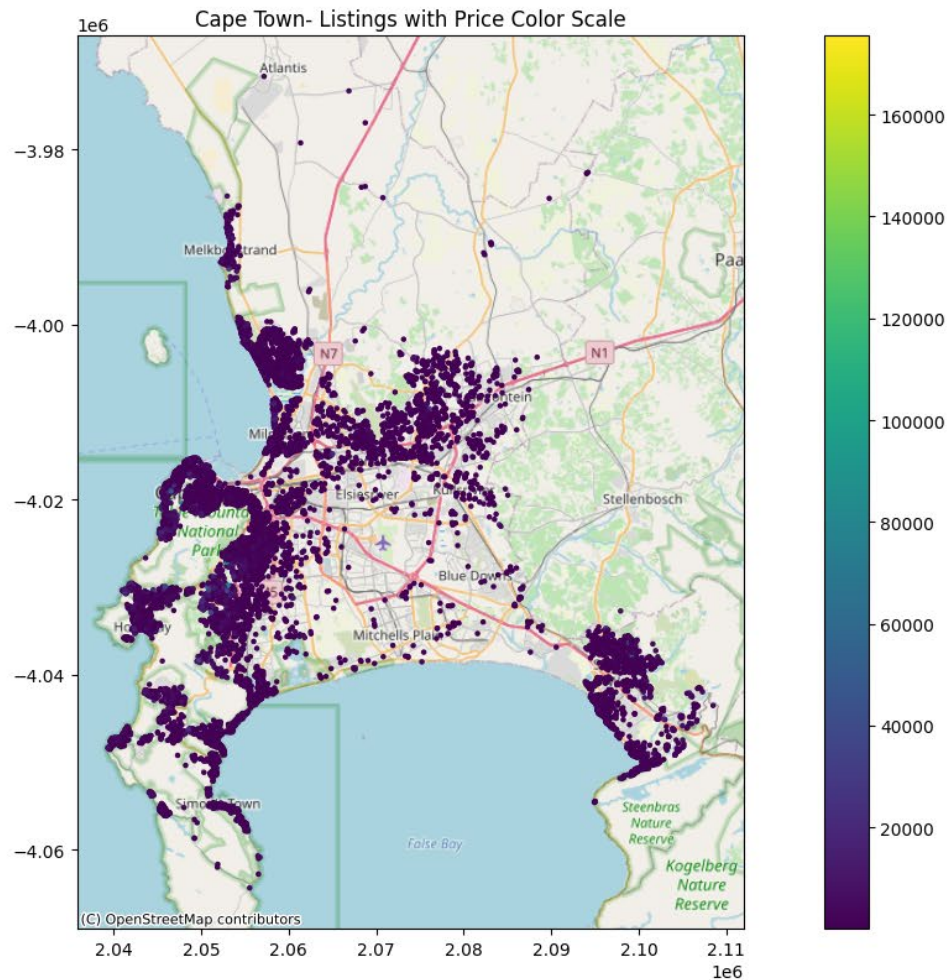 Cape Town- Listings with Price Color Scale
1e6
Atlantis
−3.98
Paa
−4.00
N7
N1
−4.02
Elsiesriver
Stellenbosch
National
Park
Blue Downs
Mitchells Plain
−4.04
Simon's Town
Steenbras
Nature
Reserve
False Bay
−4.06
Kogelberg
Nature
Reserve
(C) OpenStreetMap contributors
2.04
2.05
2.06
2.07
2.08
2.09
2.10
2.11
1e6
160000
140000
120000
100000
80000
60000
40000
20000